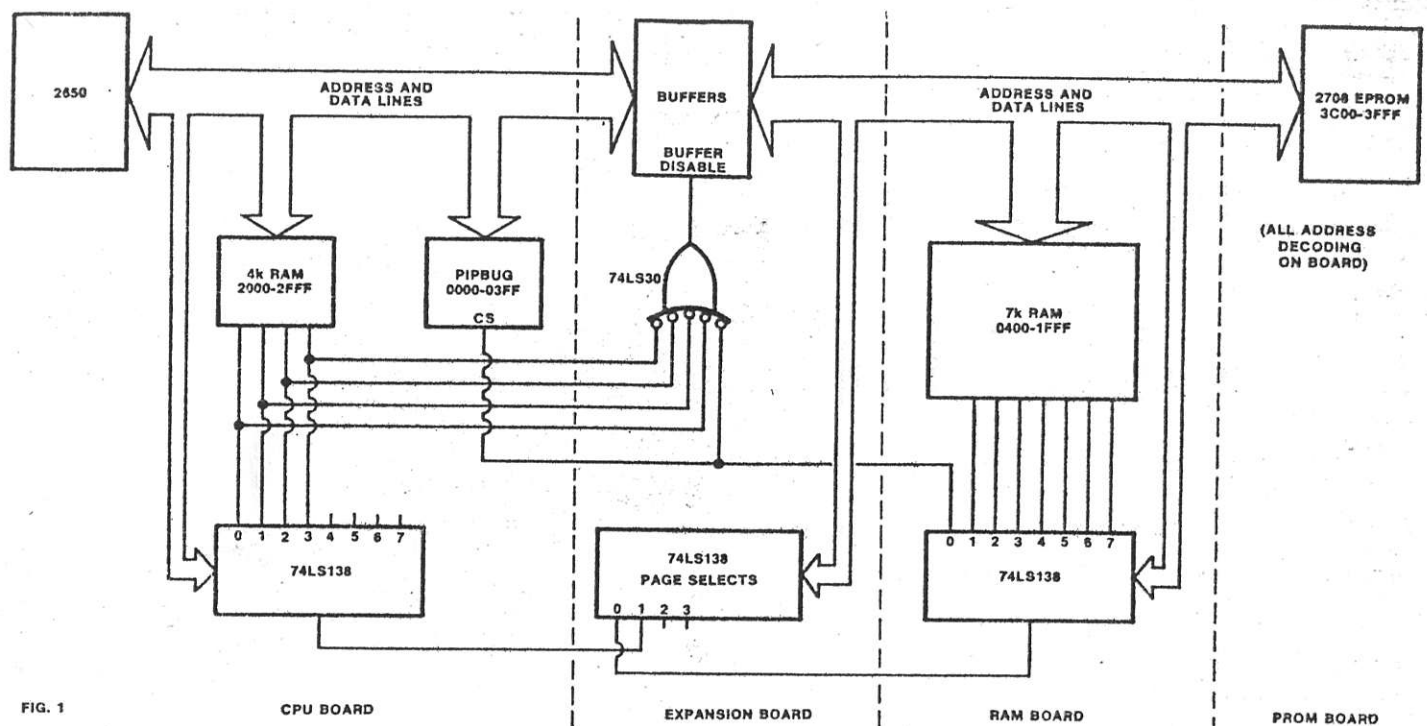 2650
ADDRESS AND
DATA LINES
BUFFERS
BUFFER
DISABLE
ADDRESS AND
DATA LINES
2708 EPROM
3C00-3FFF
(ALL ADDRESS
DECODING
ON BOARD)
4k RAM
2000-2FFF
PIPBUG
0000-03FF
CS
74LS30
7k RAM
0400-1FFF
0 1 2 3 4 5 6 7
74LS138
74LS138
PAGE SELECTS
0 1 2 3
0 1 2 3 4 5 6 7
74LS138
FIG. 1
CPU BOARD
EXPANSION BOARD
RAM BOARD
PROM BOARD